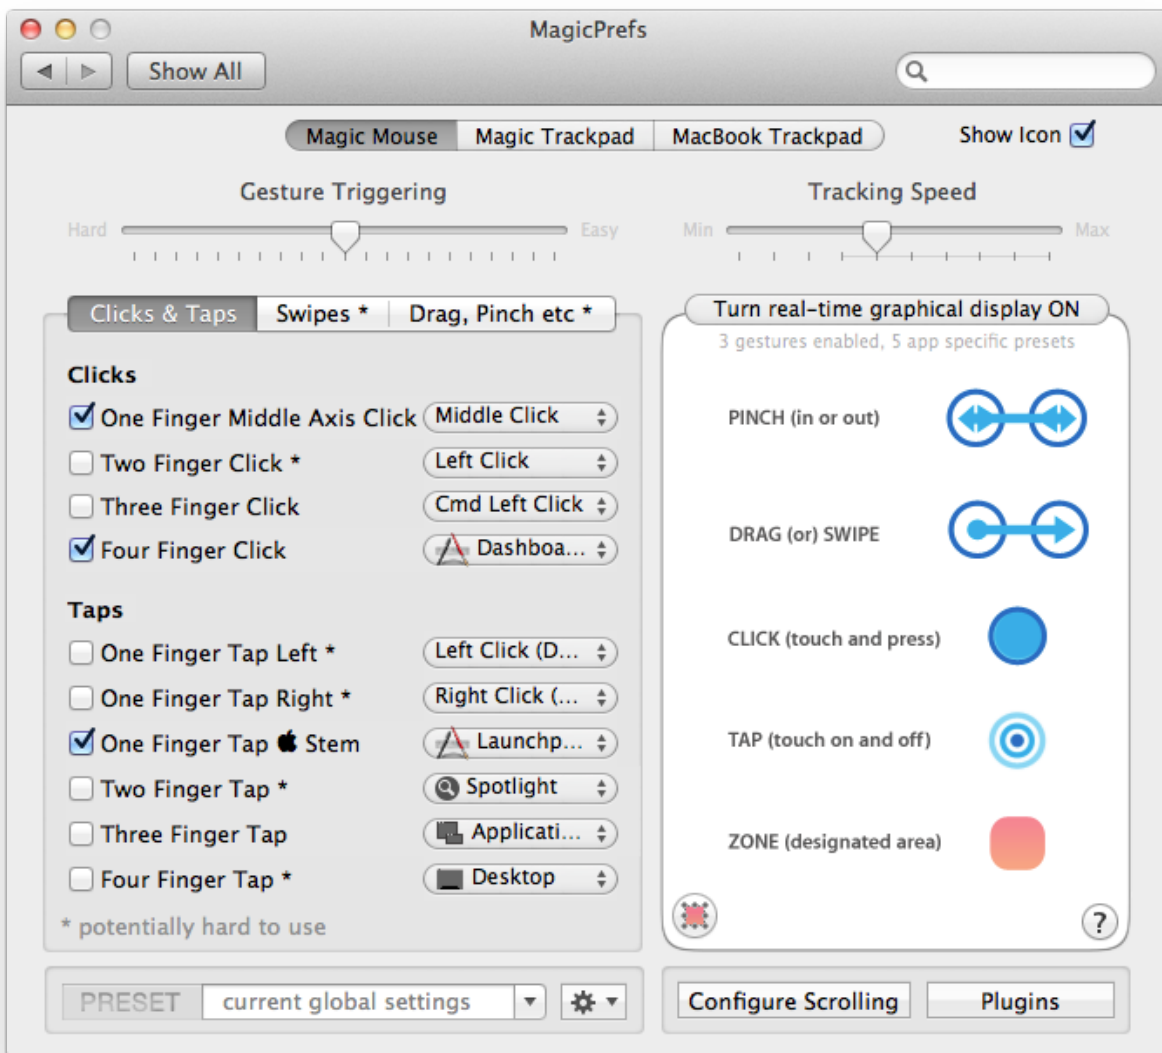 MagicPrefs
Show All
Magic Mouse Magic Trackpad MacBook Trackpad Show Icon
Gesture Triggering
Hard Easy
Tracking Speed
Min Max
Clicks & Taps Swipes * Drag, Pinch etc *
Clicks
One Finger Middle Axis Click Middle Click
Two Finger Click * Left Click
Three Finger Click Cmd Left Click
Four Finger Click Dashboa...
Taps
One Finger Tap Left * Left Click (D...
One Finger Tap Right * Right Click (...
One Finger Tap Stem Launchp...
Two Finger Tap * Spotlight
Three Finger Tap Applicati...
Four Finger Tap * Desktop
* potentially hard to use
PRESET current global settings
Turn real-time graphical display ON
3 gestures enabled, 5 app specific presets
PINCH (in or out)
DRAG (or) SWIPE
CLICK (touch and press)
TAP (touch on and off)
ZONE (designated area)
?
Configure Scrolling Plugins